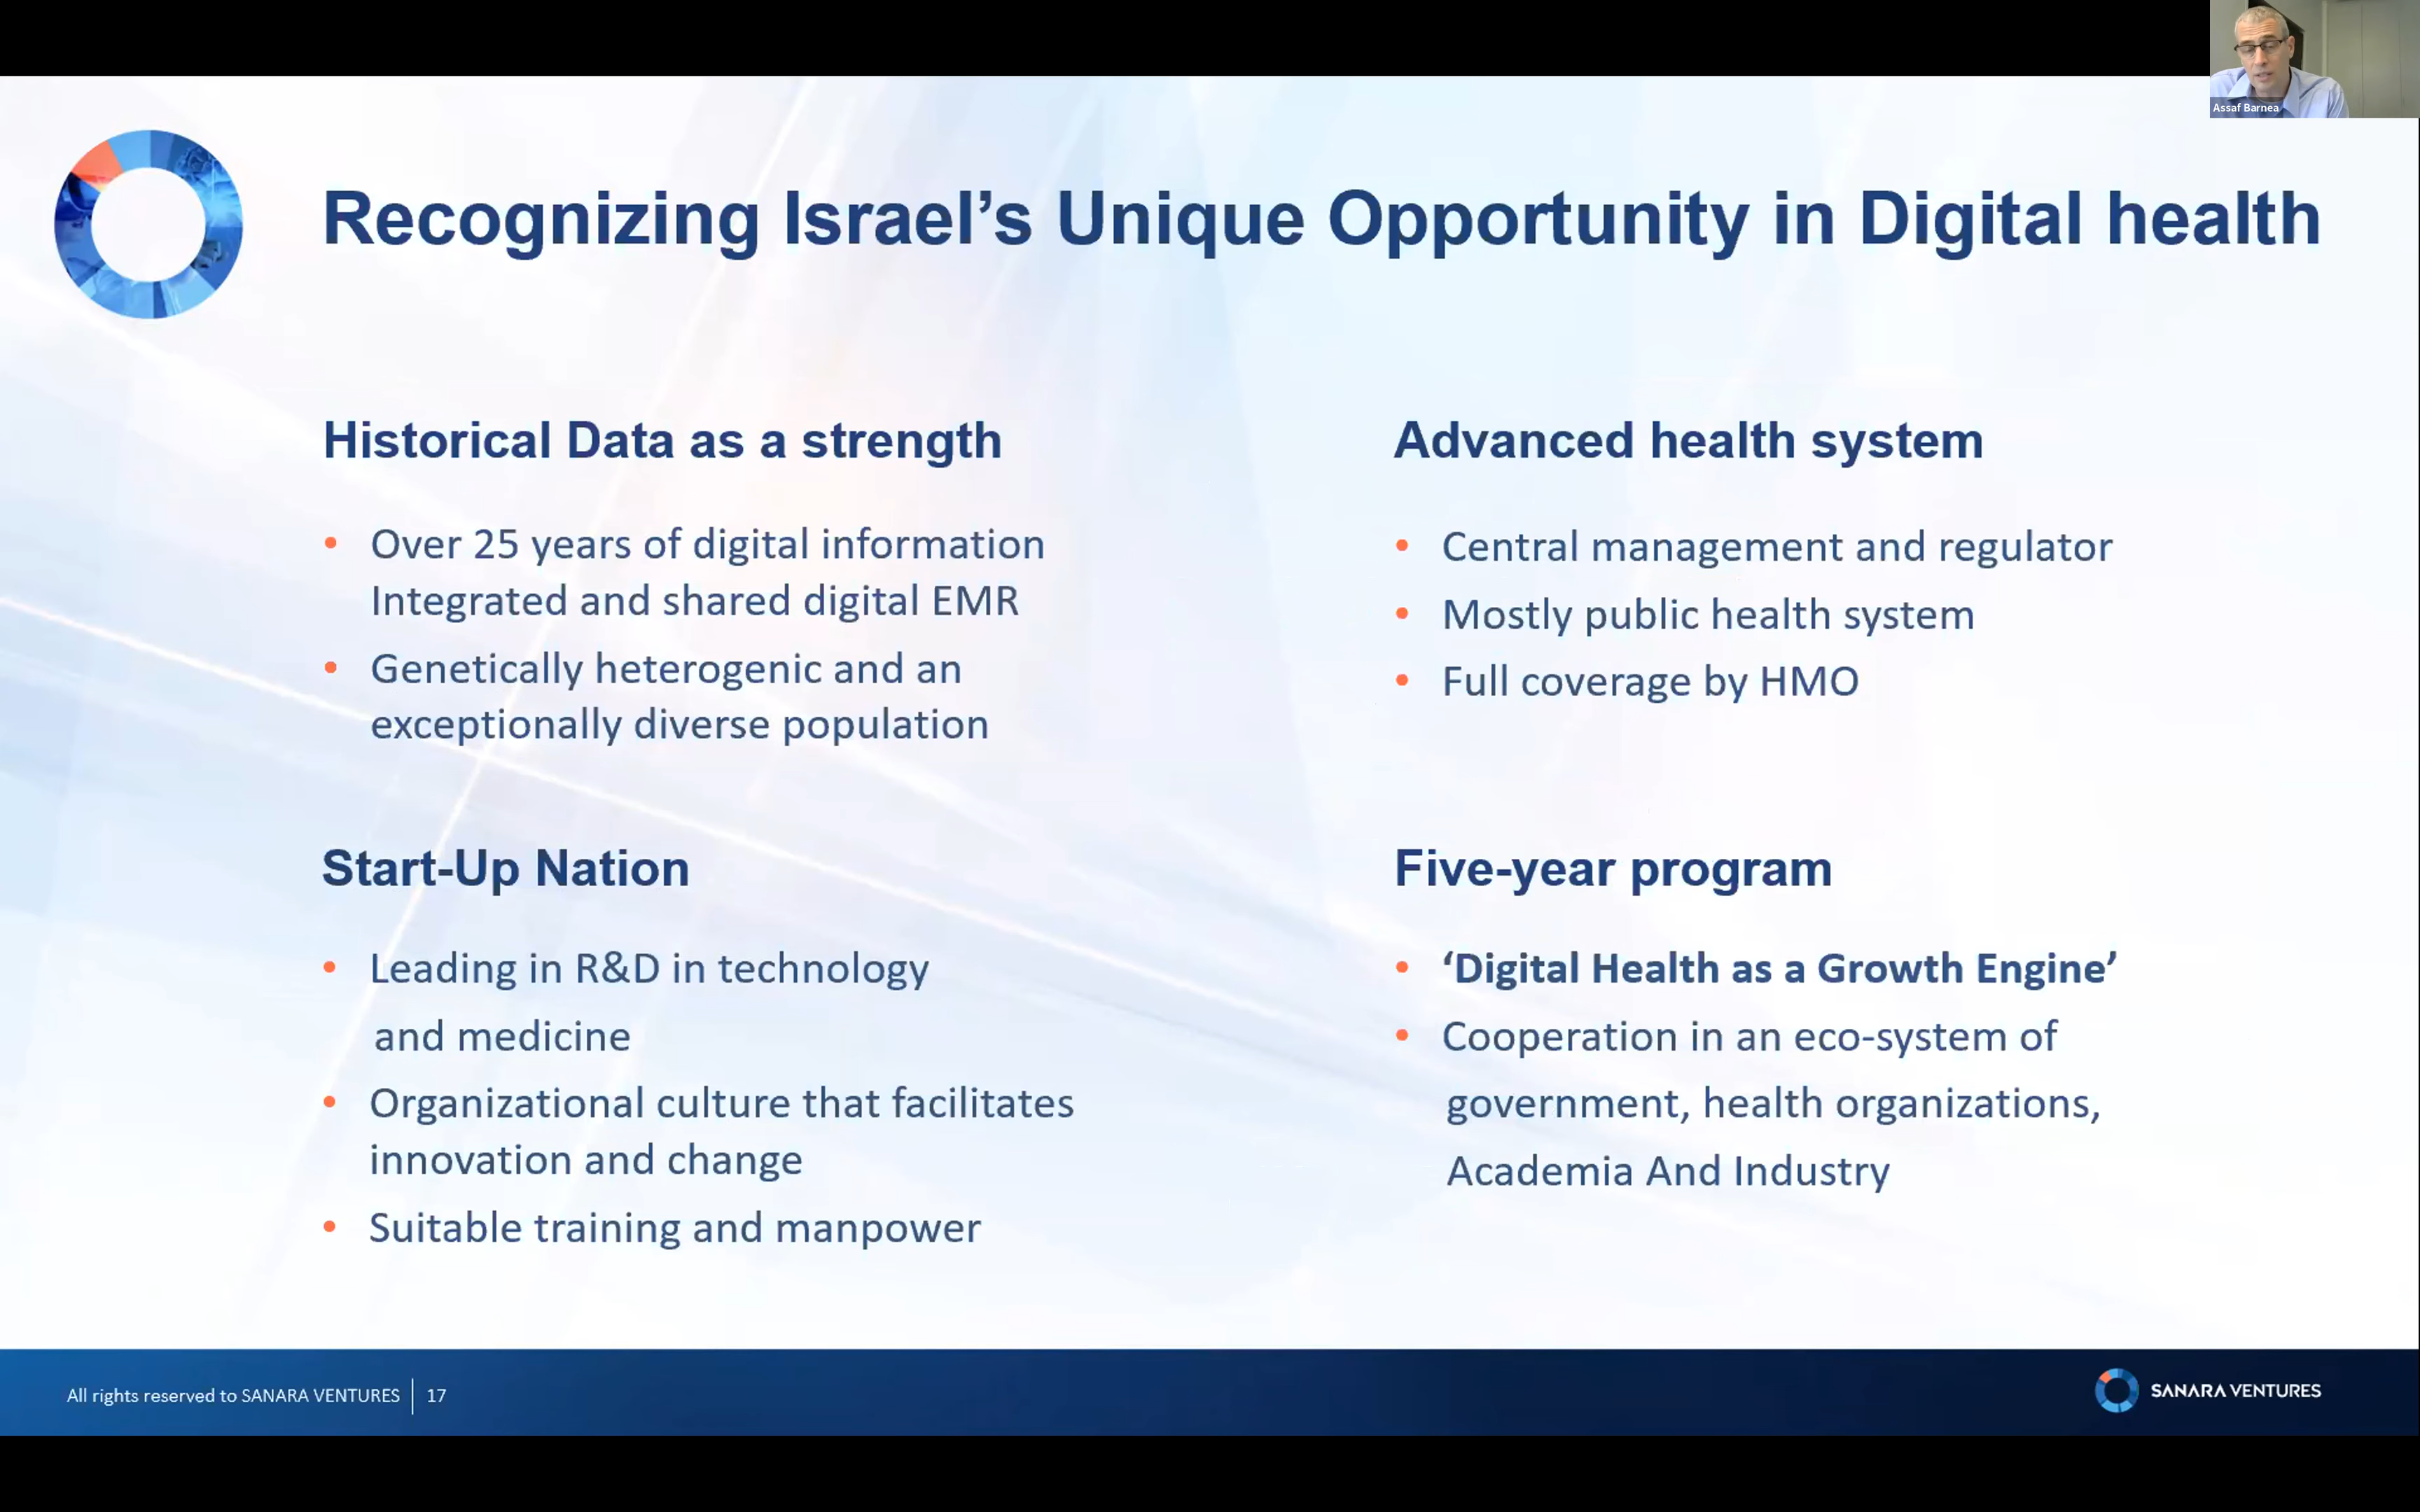 Assaf Barnea
Recognizing Israel’s Unique Opportunity in Digital health
Historical Data as a strength
• Over 25 years of digital information
Integrated and shared digital EMR
• Genetically heterogenic and an
exceptionally diverse population
Advanced health system
• Central management and regulator
• Mostly public health system
• Full coverage by HMO
Start-Up Nation
• Leading in R&D in technology
and medicine
• Organizational culture that facilitates
innovation and change
• Suitable training and manpower
Five-year program
• ‘Digital Health as a Growth Engine’
• Cooperation in an eco-system of
government, health organizations,
Academia And Industry
All rights reserved to SANARA VENTURES | 17
SANARA VENTURES